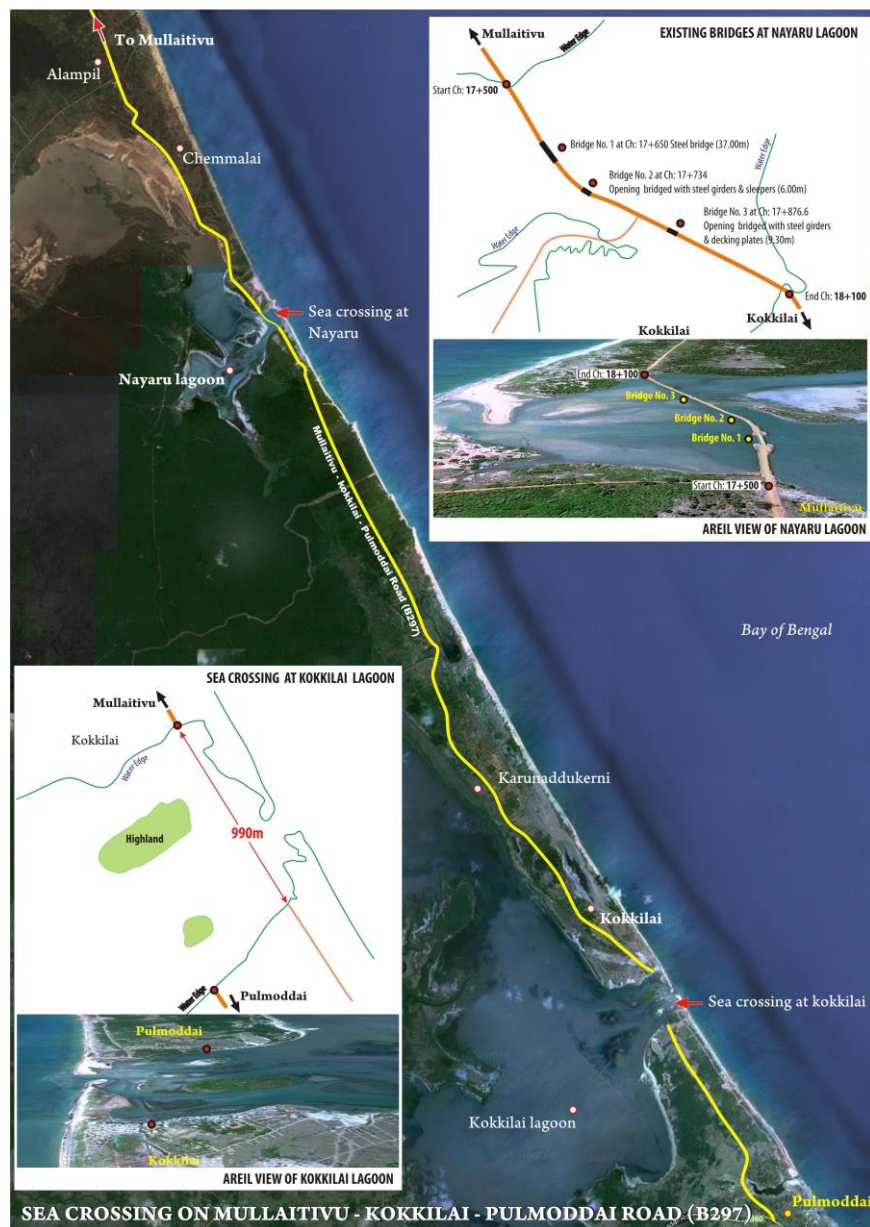 To Mullaitivu
Alampil
Chemmalai
Sea crossing at
Nayaru
Nayaru lagoon
Mullaitivu - kokkilai - Pulmoddai Road (B297)
Bay of Bengal
Karunaddukerni
Kokkilai
Sea crossing at kokkilai
Kokkilai lagoon
Pulmoddai
EXISTING BRIDGES AT NAYARU LAGOON
Mullaitivu
Start Ch: 17+500
Bridge No. 1 at Ch: 17+650 Steel bridge (37.00m)
Bridge No. 2 at Ch: 17+734
Opening bridged with steel girders & sleepers (6.00m)
Bridge No. 3 at Ch: 17+876.6
Opening bridged with steel girders
& decking plates (9.30m)
Water Edge
Water Edge
End Ch: 18+100
Kokkilai
Kokkilai
End Ch: 18+100
Bridge No. 3
Bridge No. 2
Bridge No. 1
Start Ch: 17+500
Mullaitivu
AREIL VIEW OF NAYARU LAGOON
SEA CROSSING AT KOKKILAI LAGOON
Mullaitivu
Kokkilai
Water Edge
Highland
990m
Water Edge
Pulmoddai
Pulmoddai
Kokkilai
AREIL VIEW OF KOKKILAI LAGOON
SEA CROSSING ON MULLAITIVU - KOKKILAI - PULMODDAI ROAD (B297)